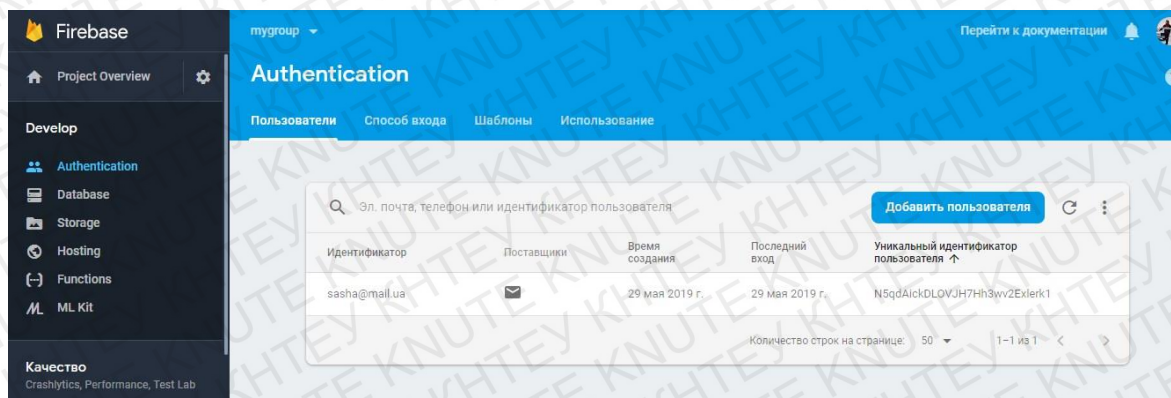 Firebase
mygroup
Перейти к документации
Project Overview
Authentication
Пользователи
Способ входа
Шаблоны
Использование
Develop
Authentication
Database
Storage
Hosting
Functions
ML Kit
Качество
Crashlytics, Performance, Test Lab
Эл. почта, телефон или идентификатор пользователя
Добавить пользователя
Идентификатор
Поставщики
Время
создания
Последний
вход
Уникальный идентификатор
пользователя
sasha@mail.ua
29 мая 2019 г.
29 мая 2019 г.
N5qdAickDLOVJH7Hh3wv2Exlerk1
Количество строк на странице:
50
1–1 из 1